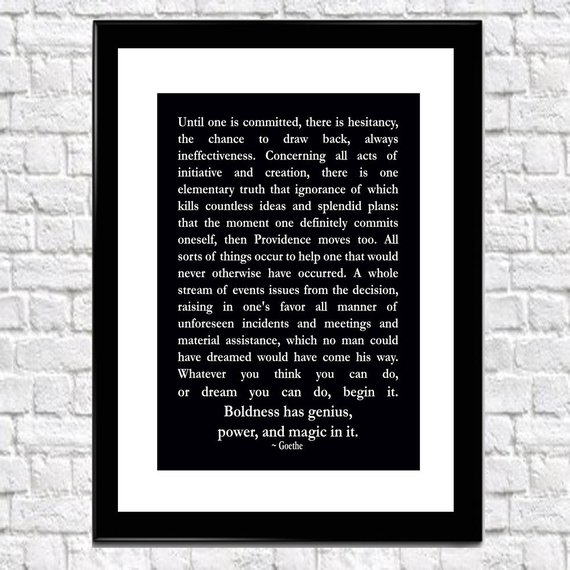 Until one is committed, there is hesitancy,
the chance to draw back, always
ineffectiveness. Concerning all acts of
initiative and creation, there is one
elementary truth that ignorance of which
kills countless ideas and splendid plans:
that the moment one definitely commits
oneself, then Providence moves too. All
sorts of things occur to help one that would
never otherwise have occurred. A whole
stream of events issues from the decision,
raising in one's favor all manner of
unforeseen incidents and meetings and
material assistance, which no man could
have dreamed would have come his way.
Whatever you think you can do,
or dream you can do, begin it.
Boldness has genius,
power, and magic in it.
~ Goethe